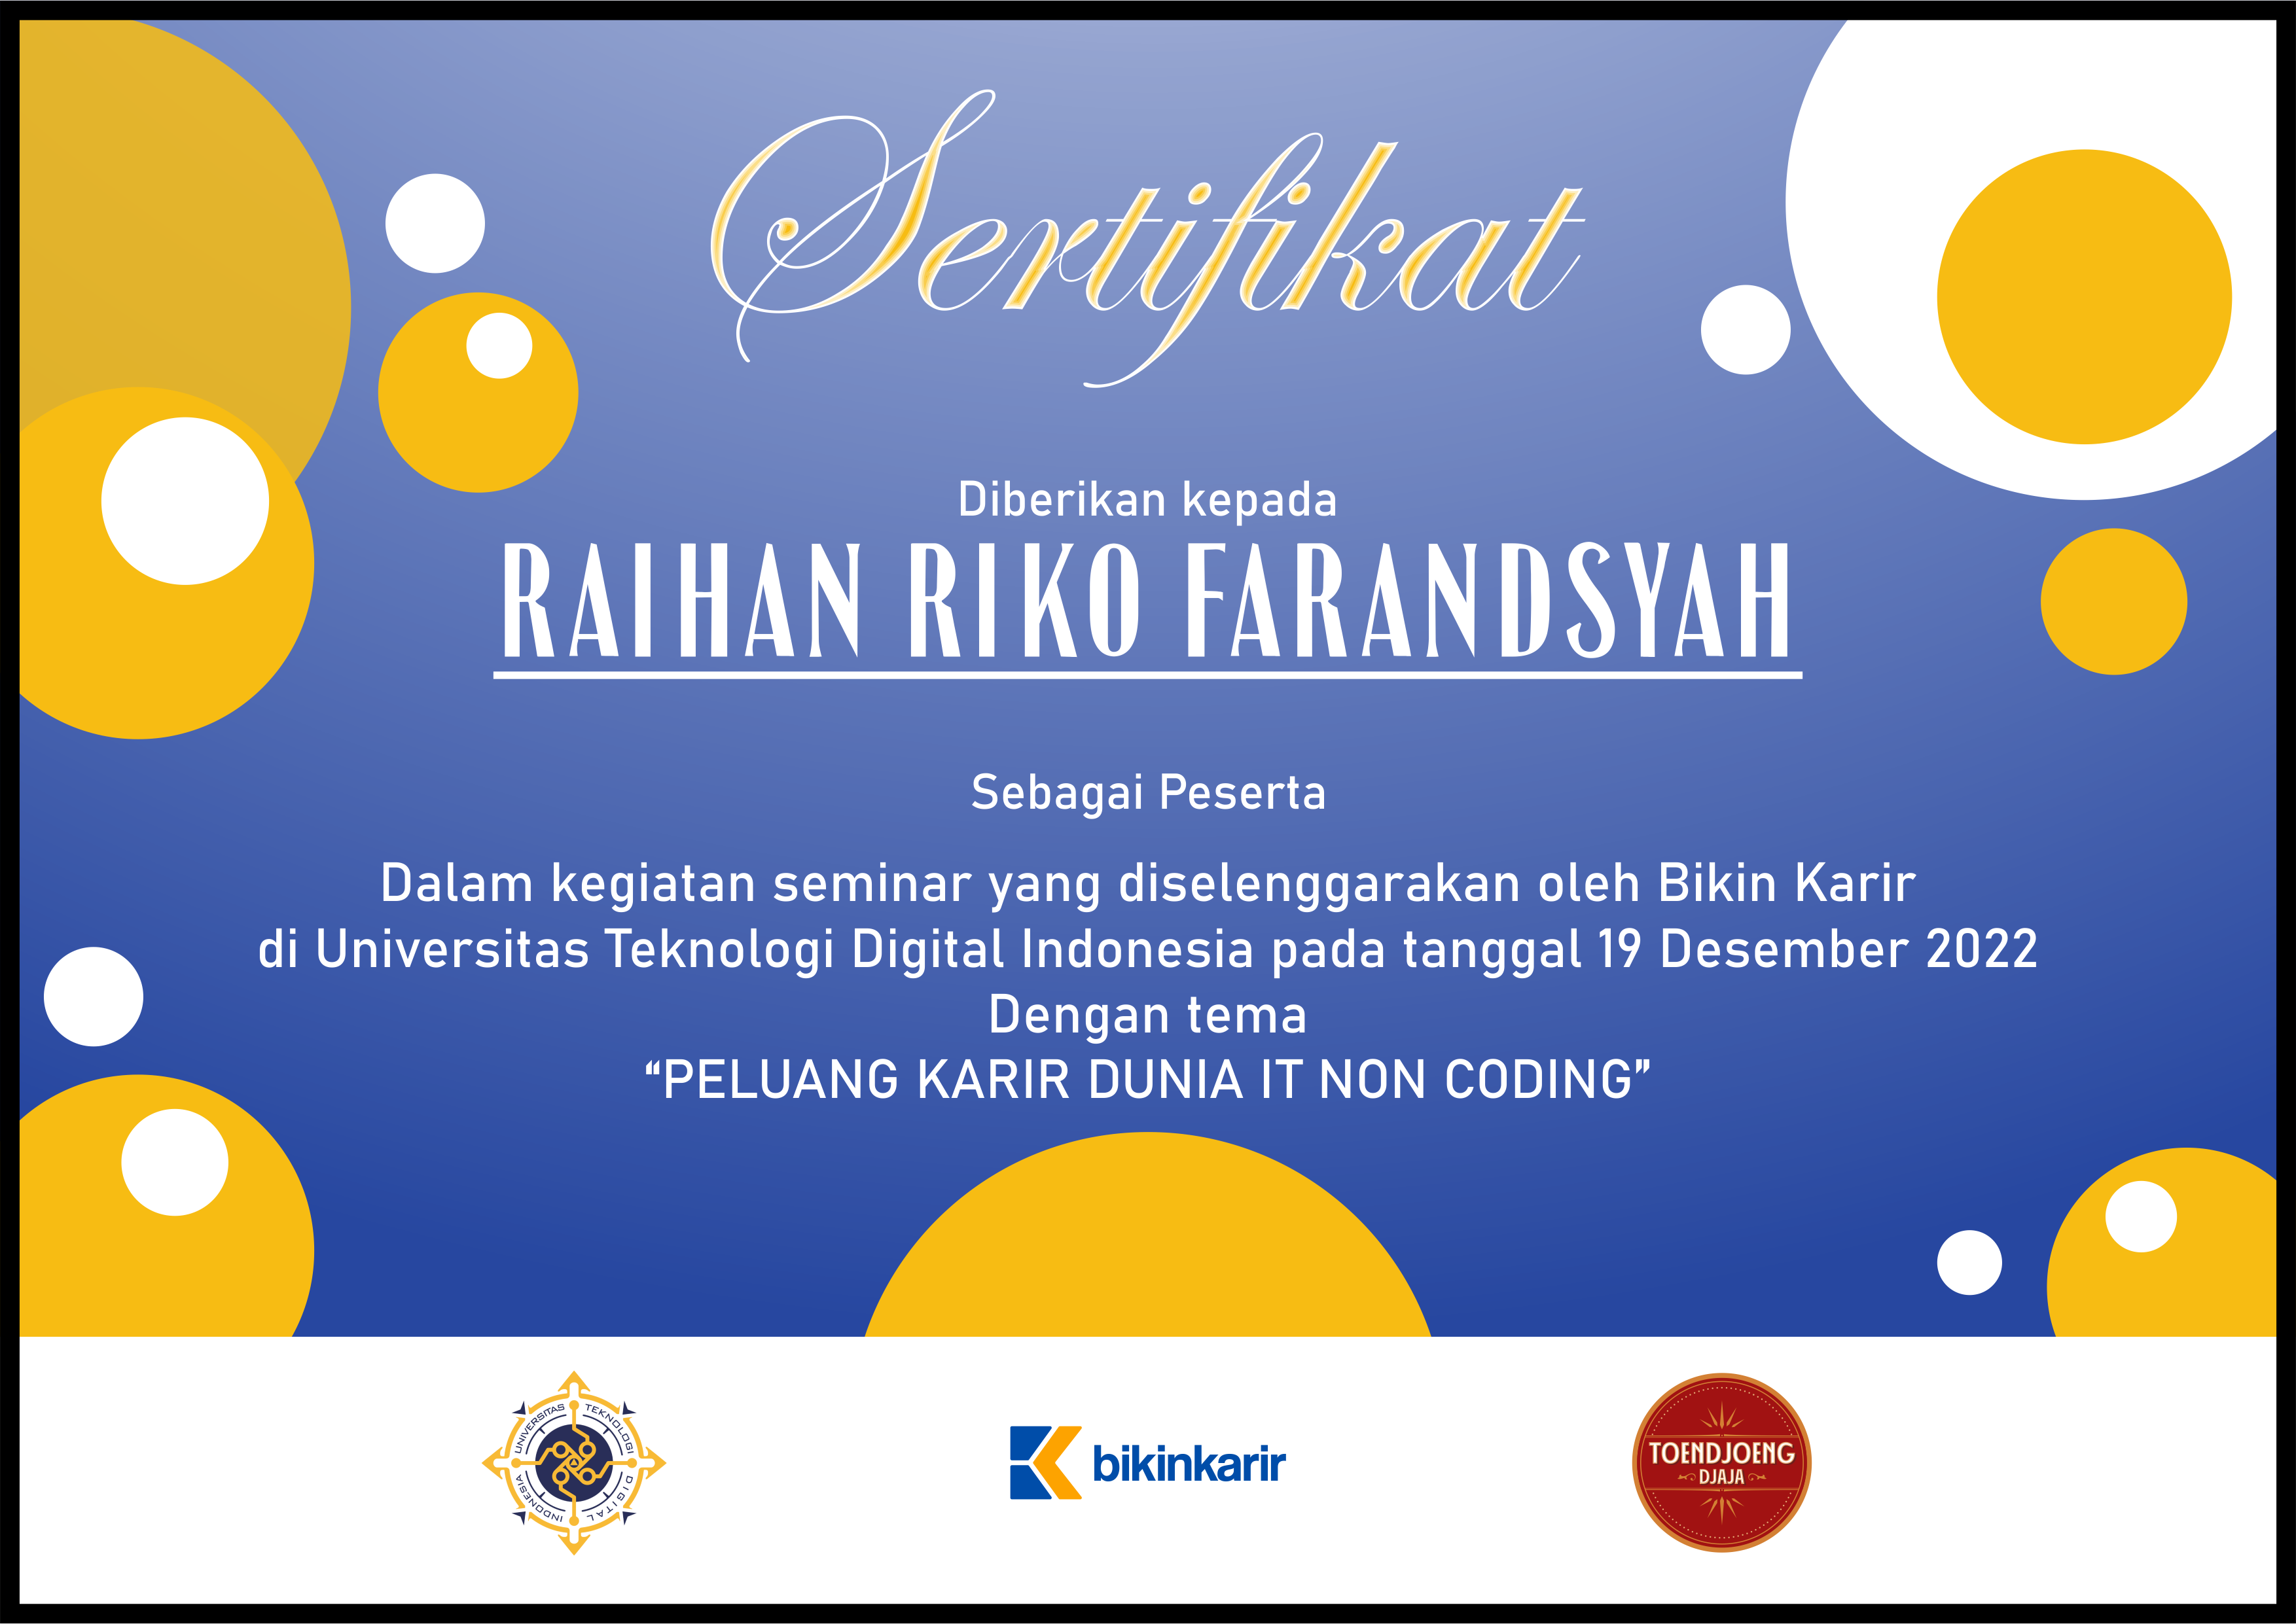 Sertifikat
Diberikan kepada
RAIHAN RIKO FARANDSYAH
Sebagai Peserta
Dalam kegiatan seminar yang diselenggarakan oleh Bikin Karir
di Universitas Teknologi Digital Indonesia pada tanggal 19 Desember 2022
Dengan tema
“PELUANG KARIR DUNIA IT NON CODING”
UNIVERSITAS TEKNOLOGI DIGITAL INDONESIA
bikinkarir
TOENDJOENG
DJAJA